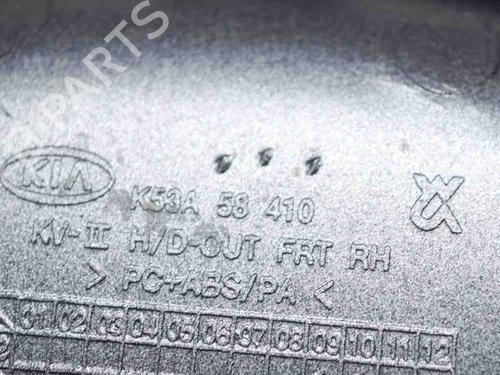 PARTS
KIA
K53A 58 410
KV-II H/D-OUT FRT RH
> PC+ABS/PA <
01 02 03 04 05 06 07 08 09 10 11 12